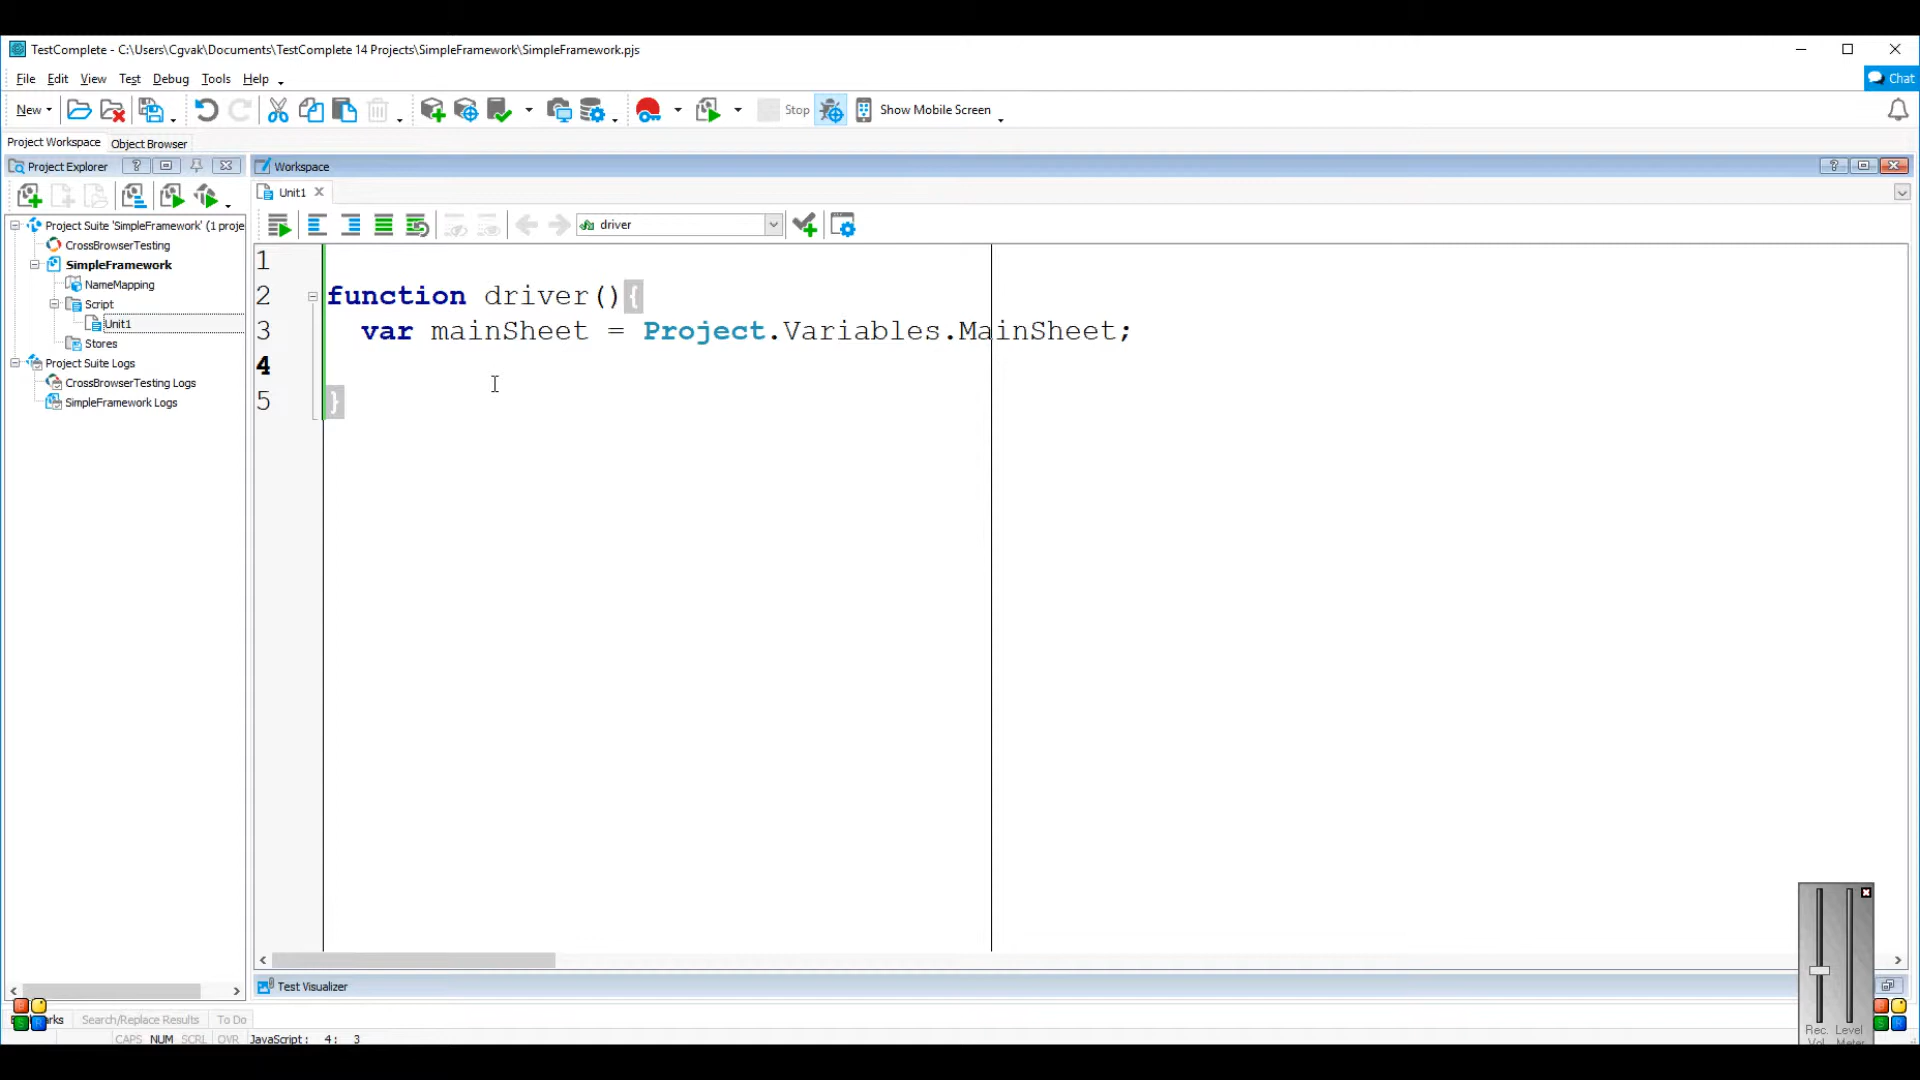 TestComplete - C:\Users\Cgvak\Documents\TestComplete 14 Projects\SimpleFramework\SimpleFramework.pjs
File Edit View Test Debug Tools Help
Chat
New Stop Show Mobile Screen
Project Workspace Object Browser
Project Explorer
Workspace
Unit1
driver
Project Suite 'SimpleFramework' (1 proje
CrossBrowserTesting
SimpleFramework
NameMapping
Script
Unit1
Stores
Project Suite Logs
CrossBrowserTesting Logs
SimpleFramework Logs
1
2 function driver(){
3 var mainSheet = Project.Variables.MainSheet;
4
5 }
Test Visualizer
Search/Replace Results To Do
CAPS NUM SCRL OVR JavaScript: 4: 3
Rec. Level